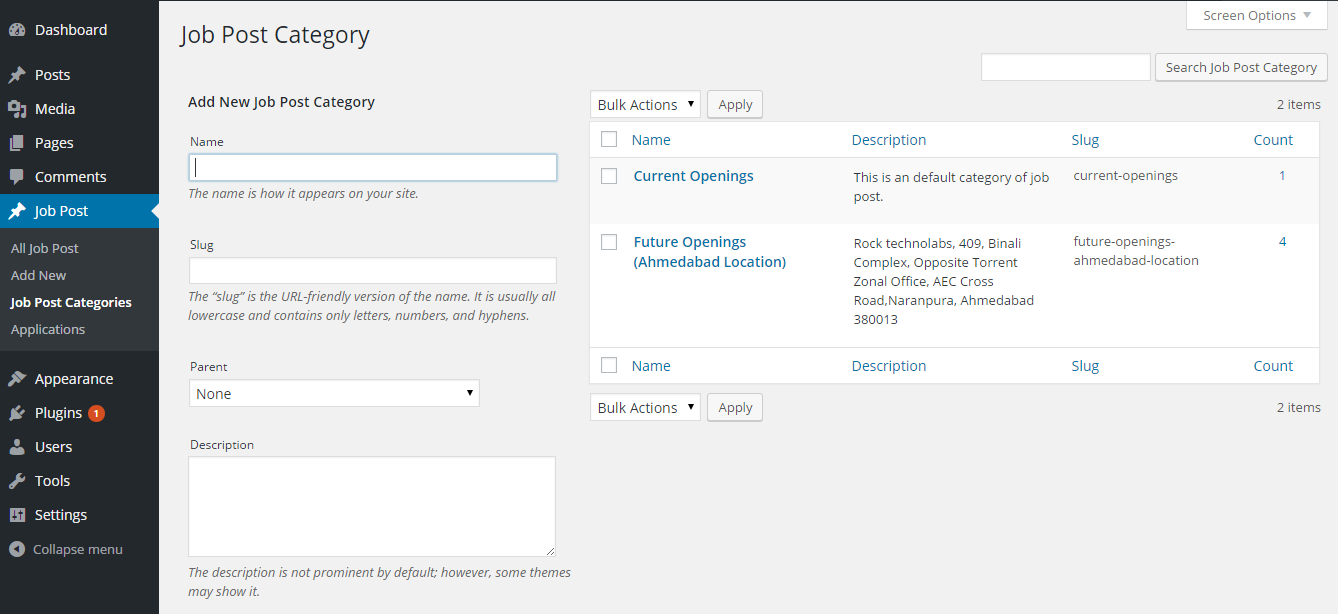 Dashboard
Posts
Media
Pages
Comments
Job Post
All Job Post
Add New
Job Post Categories
Applications
Appearance
Plugins 1
Users
Tools
Settings
Collapse menu
Screen Options
Job Post Category
Search Job Post Category
Add New Job Post Category
Name
The name is how it appears on your site.
Slug
The “slug” is the URL-friendly version of the name. It is usually all
lowercase and contains only letters, numbers, and hyphens.
Parent
None
Description
The description is not prominent by default; however, some themes
may show it.
Bulk Actions Apply 2 items
Name Description Slug Count
Current Openings This is an default category of job current-openings 1
post.
Future Openings Rock technolabs, 409, Binali future-openings- 4
(Ahmedabad Location) Complex, Opposite Torrent ahmedabad-location
Zonal Office, AEC Cross
Road,Naranpura, Ahmedabad
380013
Name Description Slug Count
Bulk Actions Apply 2 items